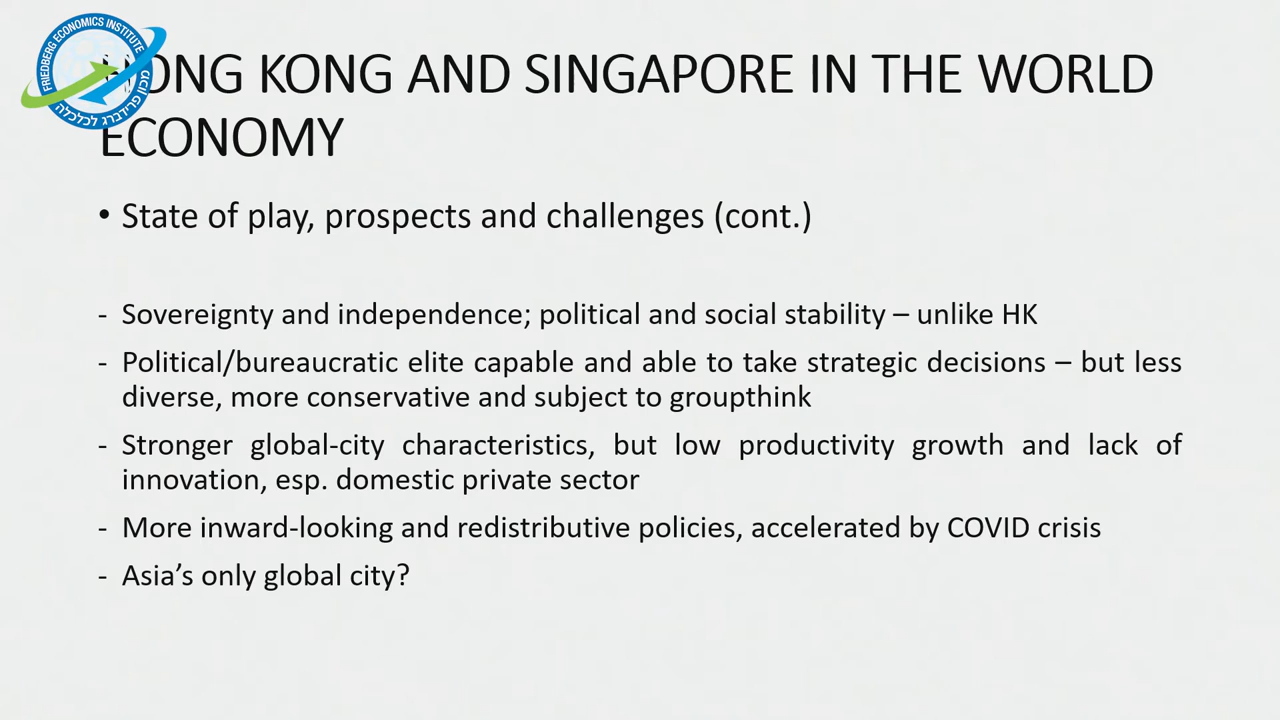 FRIEDBERG ECONOMICS INSTITUTE
מכון פרידברג לכלכלה
HONG KONG AND SINGAPORE IN THE WORLD
ECONOMY
• State of play, prospects and challenges (cont.)
- Sovereignty and independence; political and social stability – unlike HK
- Political/bureaucratic elite capable and able to take strategic decisions – but less
diverse, more conservative and subject to groupthink
- Stronger global-city characteristics, but low productivity growth and lack of
innovation, esp. domestic private sector
- More inward-looking and redistributive policies, accelerated by COVID crisis
- Asia’s only global city?